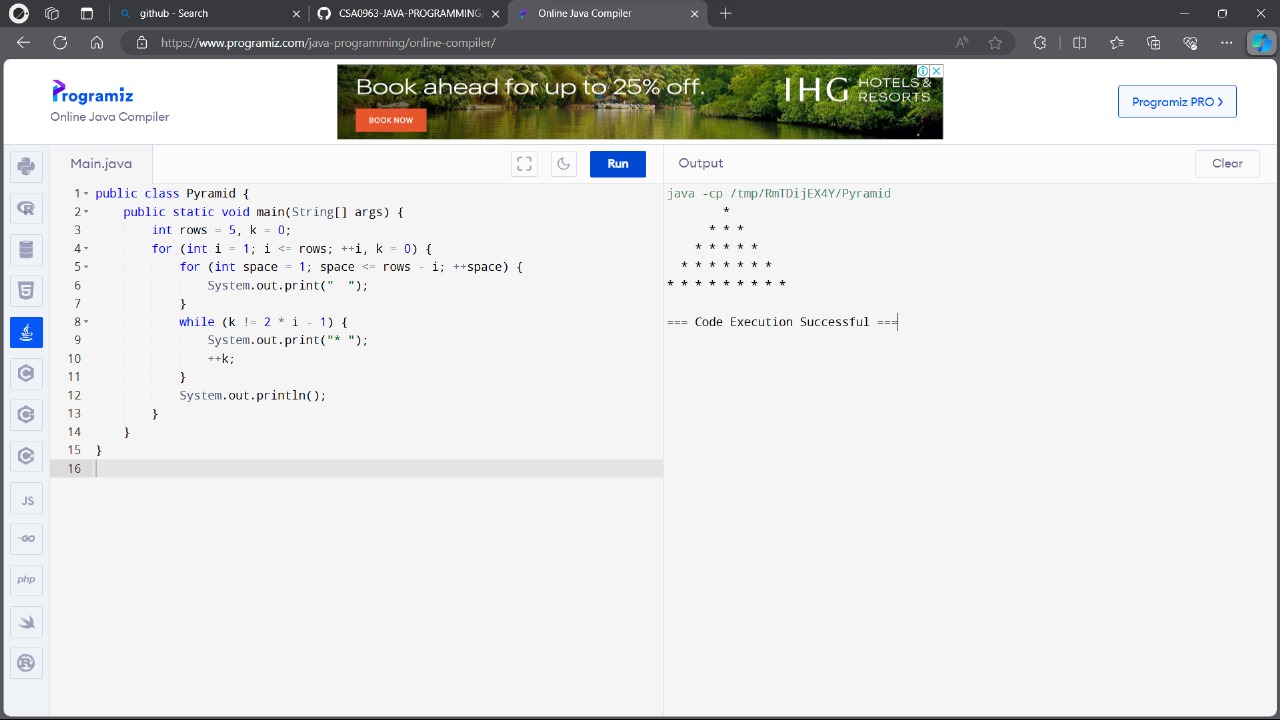 github - Search
CSA0963-JAVA-PROGRAMMING
Online Java Compiler
https://www.programiz.com/java-programming/online-compiler/
Programiz
Online Java Compiler
Book ahead for up to 25% off.
BOOK NOW
IHG HOTELS & RESORTS
Programiz PRO >
Main.java
Run
Output
Clear
1 public class Pyramid {
2     public static void main(String[] args) {
3         int rows = 5, k = 0;
4         for (int i = 1; i <= rows; ++i, k = 0) {
5             for (int space = 1; space <= rows - i; ++space) {
6                 System.out.print("  ");
7             }
8             while (k != 2 * i - 1) {
9                 System.out.print("* ");
10                 ++k;
11             }
12             System.out.println();
13         }
14     }
15 }
16
JS
GO
php
java -cp /tmp/RmTDijEX4Y/Pyramid
        *
      * * *
    * * * * *
  * * * * * * *
* * * * * * * * *
=== Code Execution Successful ===